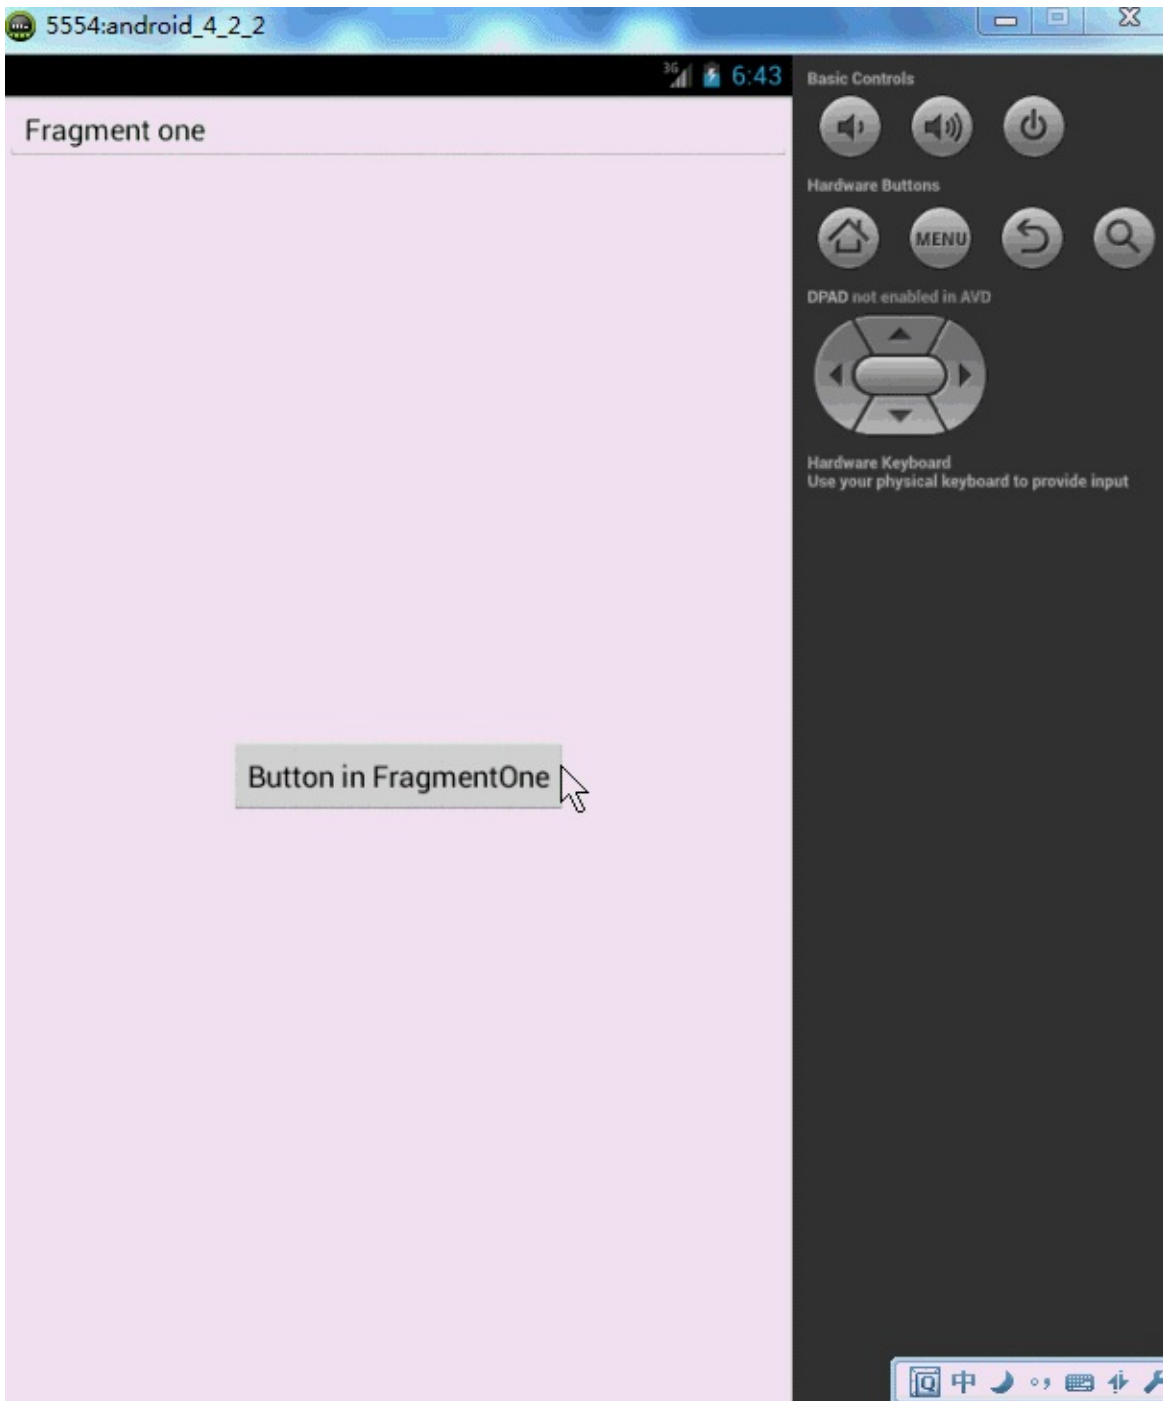 5554:android_4_2_2
3G 6:43
Fragment one
Button in FragmentOne
Basic Controls
Hardware Buttons
MENU
DPAD not enabled in AVD
Hardware Keyboard
Use your physical keyboard to provide input
中